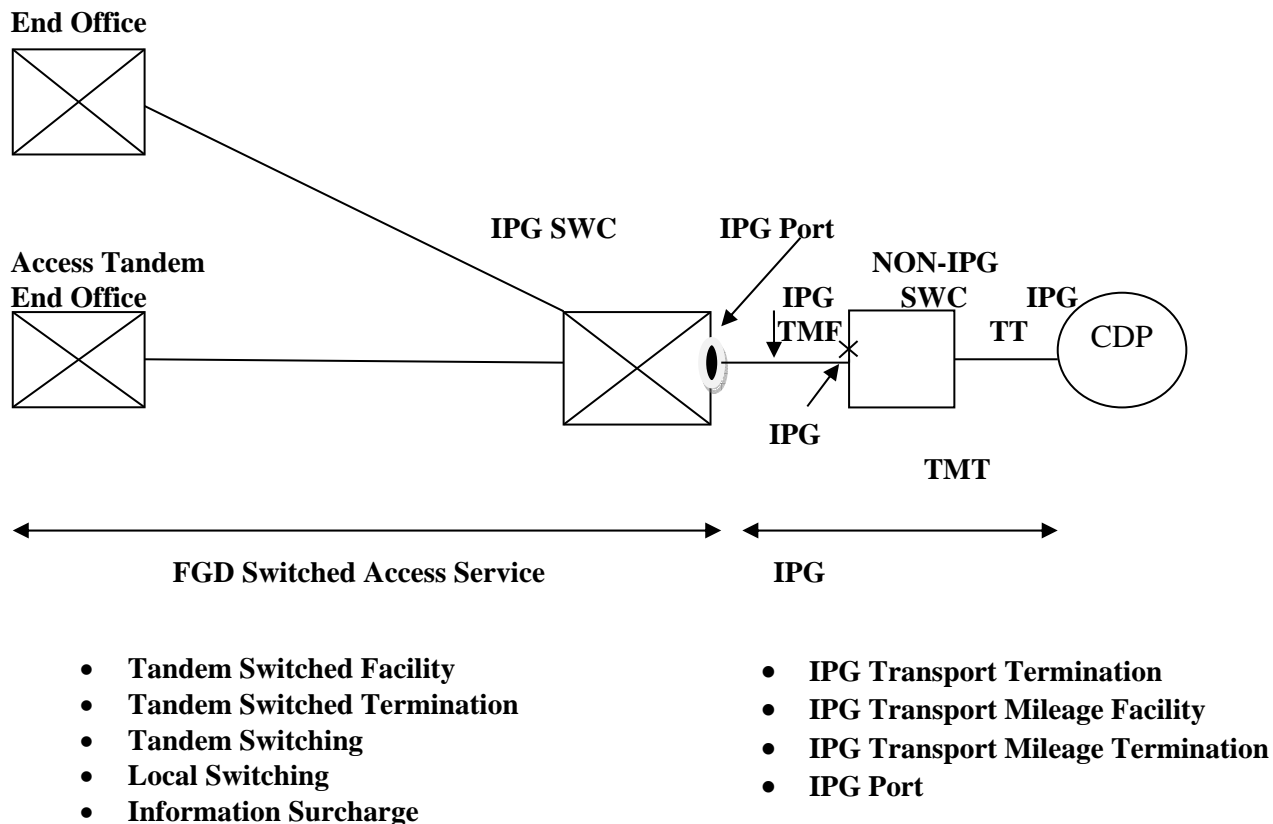 End Office
IPG SWC
IPG Port
Access Tandem
End Office
NON-IPG
SWC
IPG
TMF
IPG
TT
CDP
IPG
TMT
FGD Switched Access Service
IPG
• Tandem Switched Facility
• Tandem Switched Termination
• Tandem Switching
• Local Switching
• Information Surcharge
• IPG Transport Termination
• IPG Transport Mileage Facility
• IPG Transport Mileage Termination
• IPG Port